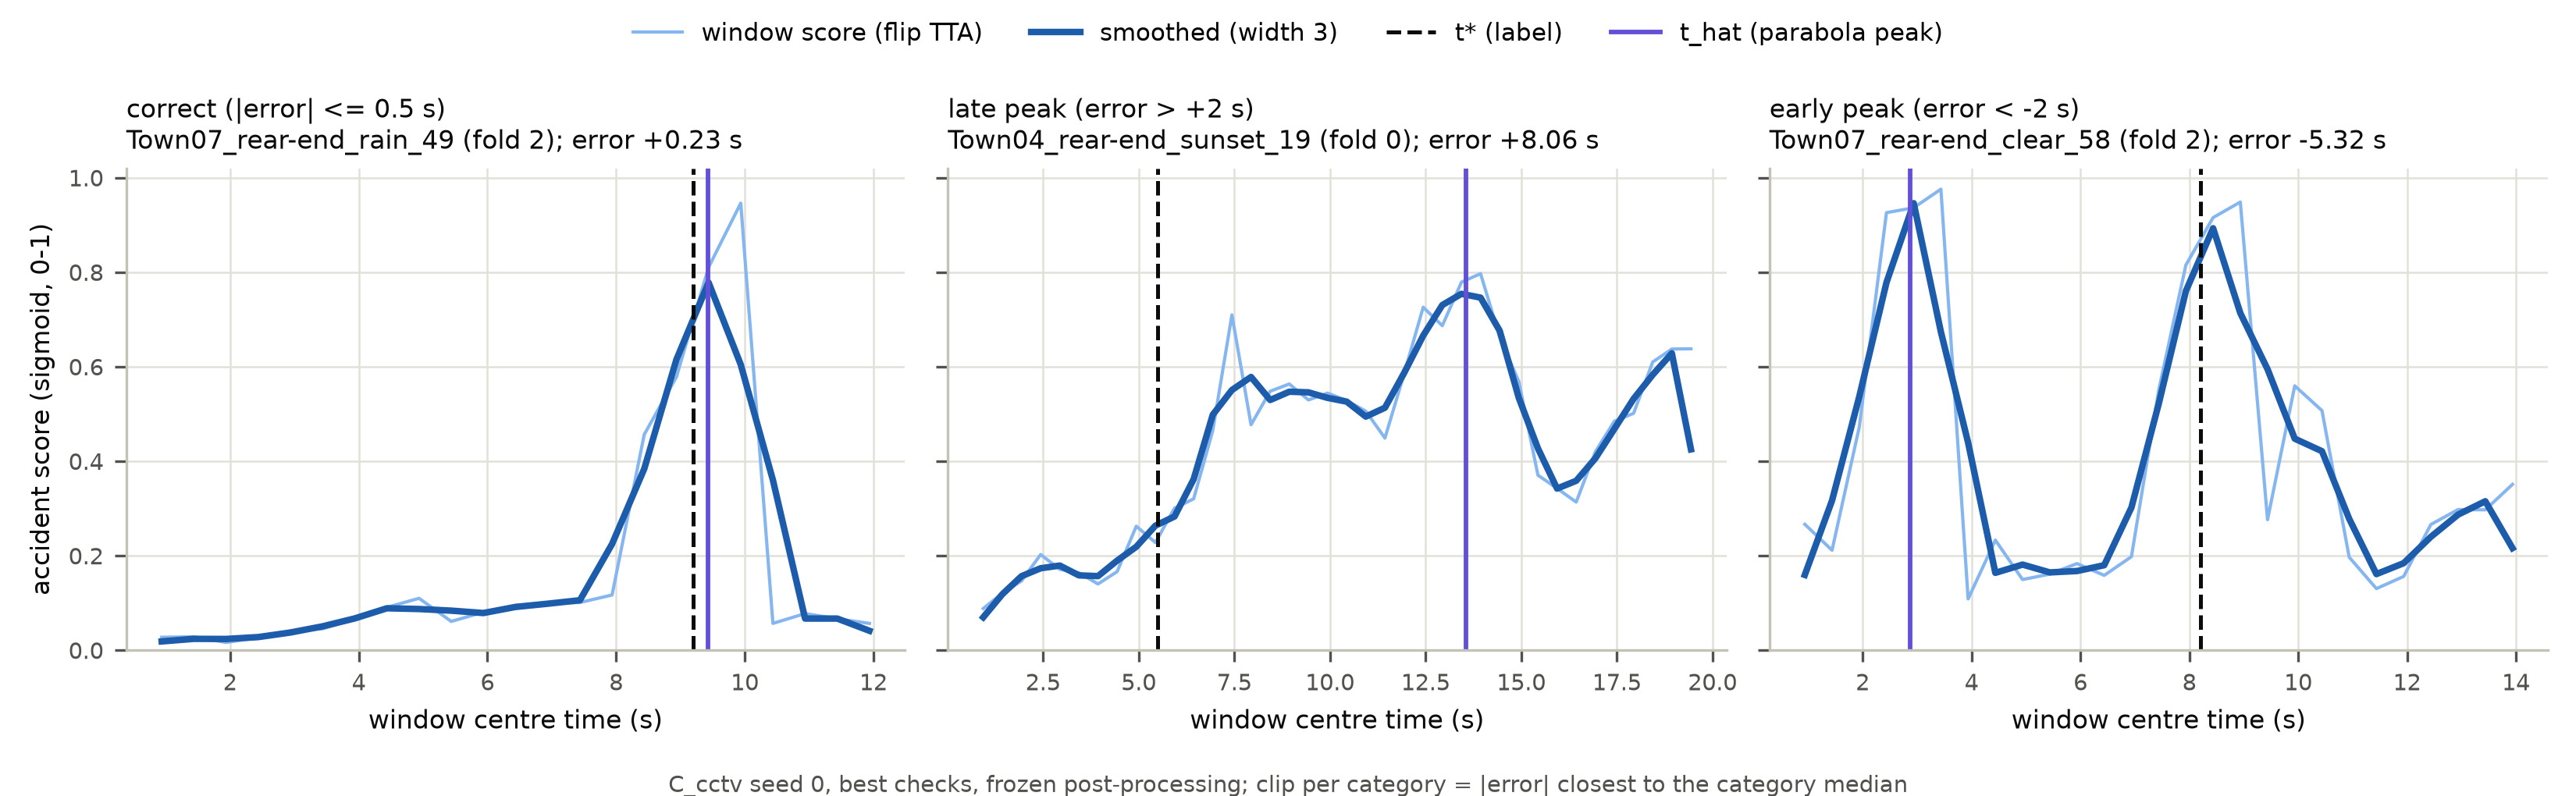 window score (flip TTA)   smoothed (width 3)   t* (label)   t_hat (parabola peak)
correct (|error| <= 0.5 s)
Town07_rear-end_rain_49 (fold 2); error +0.23 s
late peak (error > +2 s)
Town04_rear-end_sunset_19 (fold 0); error +8.06 s
early peak (error < -2 s)
Town07_rear-end_clear_58 (fold 2); error -5.32 s
accident score (sigmoid, 0-1)
1.0
0.8
0.6
0.4
0.2
0.0
2 4 6 8 10 12
window centre time (s)
2.5 5.0 7.5 10.0 12.5 15.0 17.5 20.0
window centre time (s)
2 4 6 8 10 12 14
window centre time (s)
C_cctv seed 0, best checks, frozen post-processing; clip per category = |error| closest to the category median